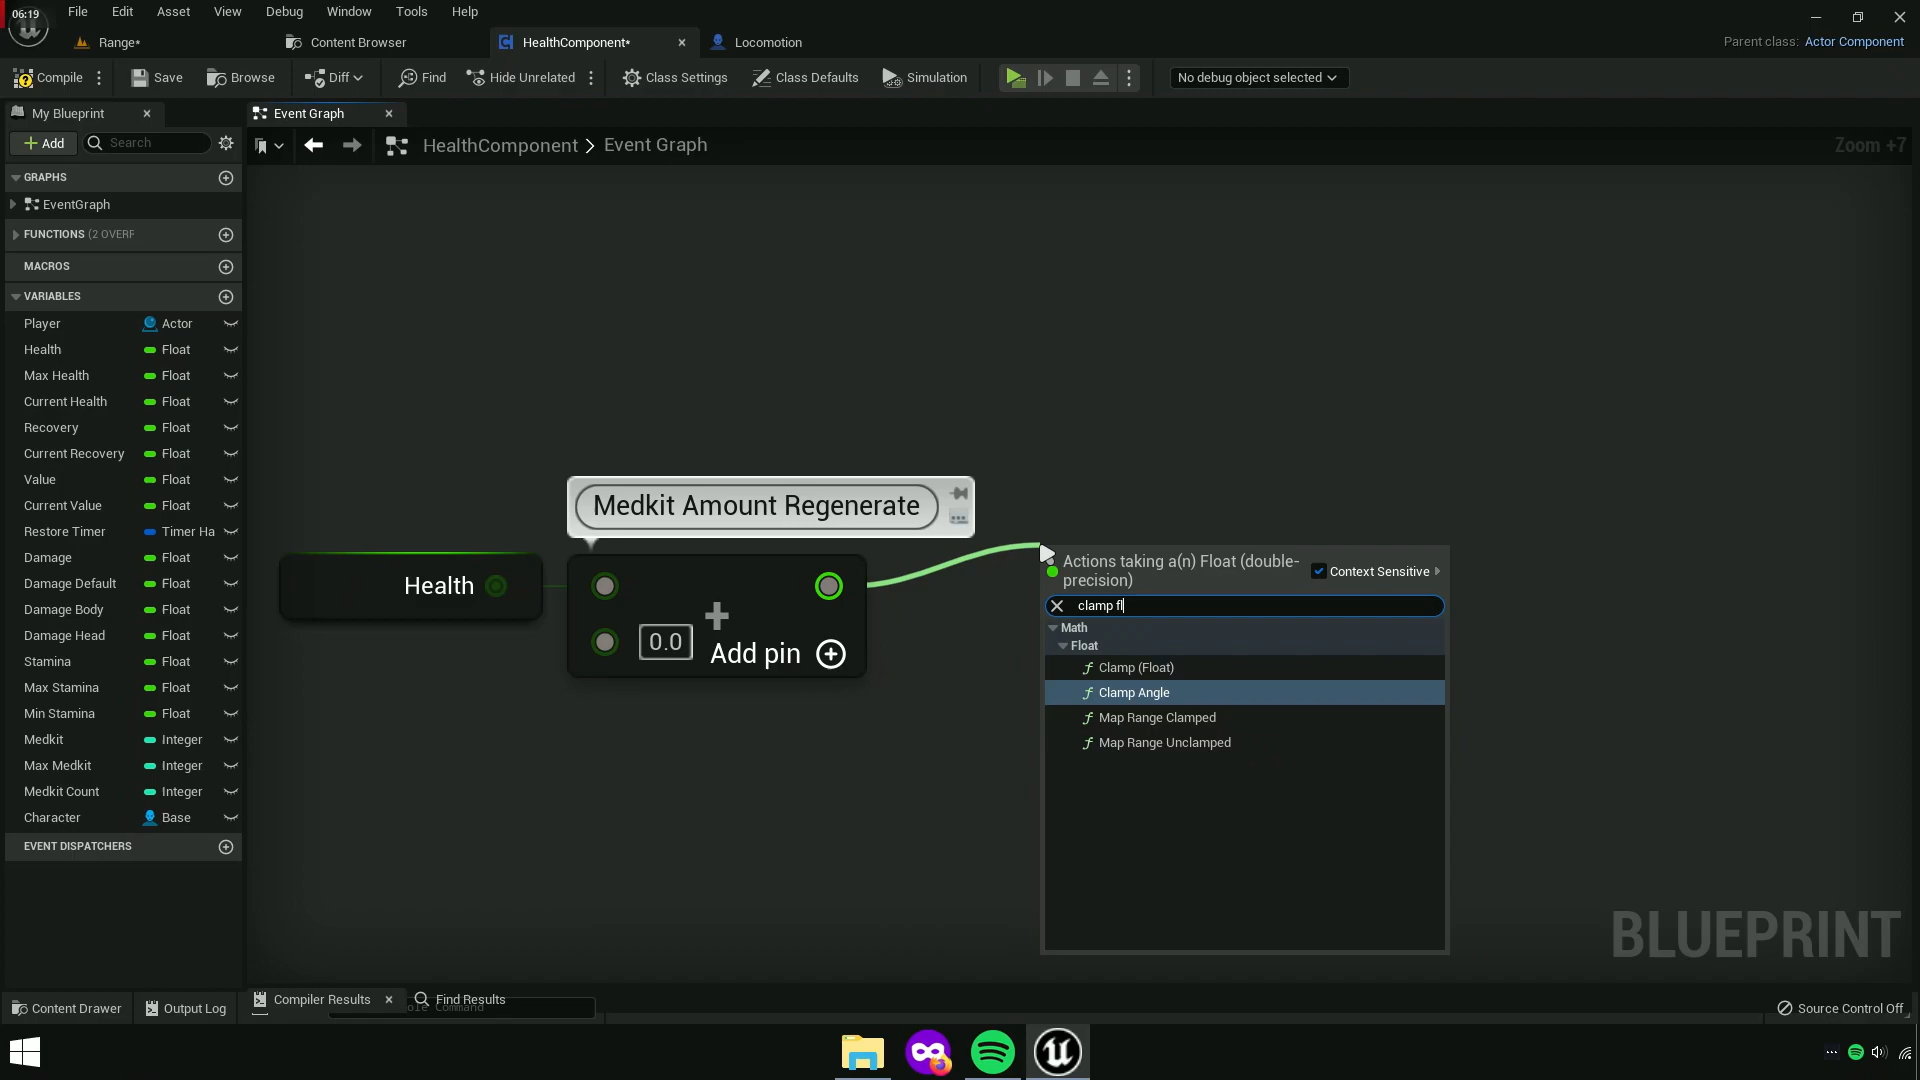 06:19
File Edit Asset View Debug Window Tools Help
Range* Content Browser HealthComponent* Locomotion
Parent class: Actor Component
Compile Save Browse Diff Find Hide Unrelated Class Settings Class Defaults Simulation No debug object selected
My Blueprint Event Graph
Add Search
HealthComponent > Event Graph Zoom +7
GRAPHS
EventGraph
FUNCTIONS (2 OVERF
MACROS
VARIABLES
Player Actor
Health Float
Max Health Float
Current Health Float
Recovery Float
Current Recovery Float
Value Float
Current Value Float
Restore Timer Timer Ha
Damage Float
Damage Default Float
Damage Body Float
Damage Head Float
Stamina Float
Max Stamina Float
Min Stamina Float
Medkit Integer
Max Medkit Integer
Medkit Count Integer
Character Base
EVENT DISPATCHERS
Medkit Amount Regenerate
Health
0.0
Add pin
Actions taking a(n) Float (double-
precision)
Context Sensitive
clamp fl
Math
Float
Clamp (Float)
Clamp Angle
Map Range Clamped
Map Range Unclamped
BLUEPRINT
Compiler Results Find Results
Content Drawer Output Log Command Source Control Off